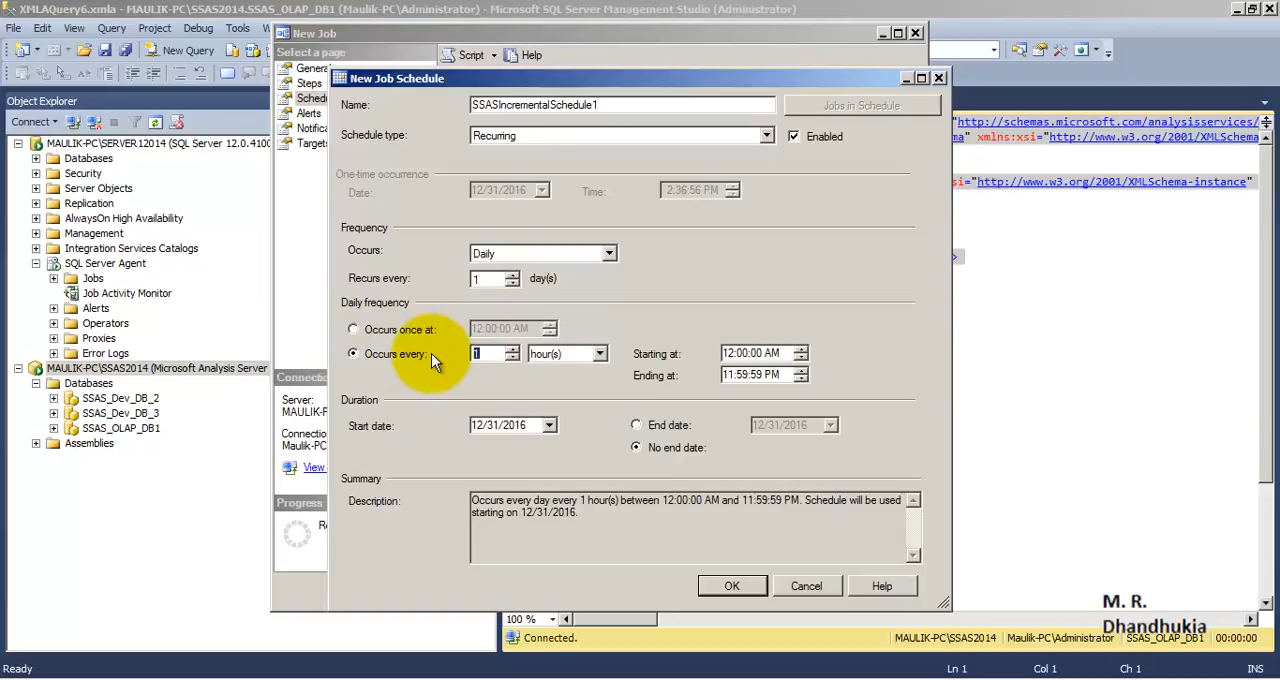 XMLAQuery6.xmla - MAULIK-PC\SSAS2014.SSAS_OLAP_DB1 (Maulik-PC\Administrator) - Microsoft SQL Server Management Studio (Administrator)
File Edit View Query Project Debug Tools
New Query
New Job
Select a page
Script Help
Steps
Alerts
New Job Schedule
Name: SSASIncrementalSchedule1 Jobs in Schedule
Schedule type: Recurring Enabled
One-time occurrence
Date: 12/31/2016 Time: 2:36:56 PM
Frequency
Occurs: Daily
Recurs every: 1 day(s)
Daily frequency
Occurs once at: 12:00:00 AM
Occurs every: 1 hour(s) Starting at: 12:00:00 AM
Ending at: 11:59:59 PM
Duration
Start date: 12/31/2016 End date: 12/31/2016
No end date:
Summary
Description: Occurs every day every 1 hour(s) between 12:00:00 AM and 11:59:59 PM. Schedule will be used
starting on 12/31/2016.
OK Cancel Help
Object Explorer
Connect
MAULIK-PC\SERVER12014 (SQL Server 12.0.4100
Databases
Security
Server Objects
Replication
AlwaysOn High Availability
Management
Integration Services Catalogs
SQL Server Agent
Jobs
Job Activity Monitor
Alerts
Operators
Proxies
Error Logs
MAULIK-PC\SSAS2014 (Microsoft Analysis Server
Databases
SSAS_Dev_DB_2
SSAS_Dev_DB_3
SSAS_OLAP_DB1
Assemblies
Server:
View
Progress
"http://schemas.microsoft.com/analysisservices/
xmlns:xsi="http://www.w3.org/2001/XMLSchema
si="http://www.w3.org/2001/XMLSchema-instance"
M. R.
Dhandhukia
100 %
Connected. MAULIK-PC\SSAS2014 Maulik-PC\Administrator SSAS_OLAP_DB1 00:00:00
Ready Ln 1 Col 1 Ch 1 INS